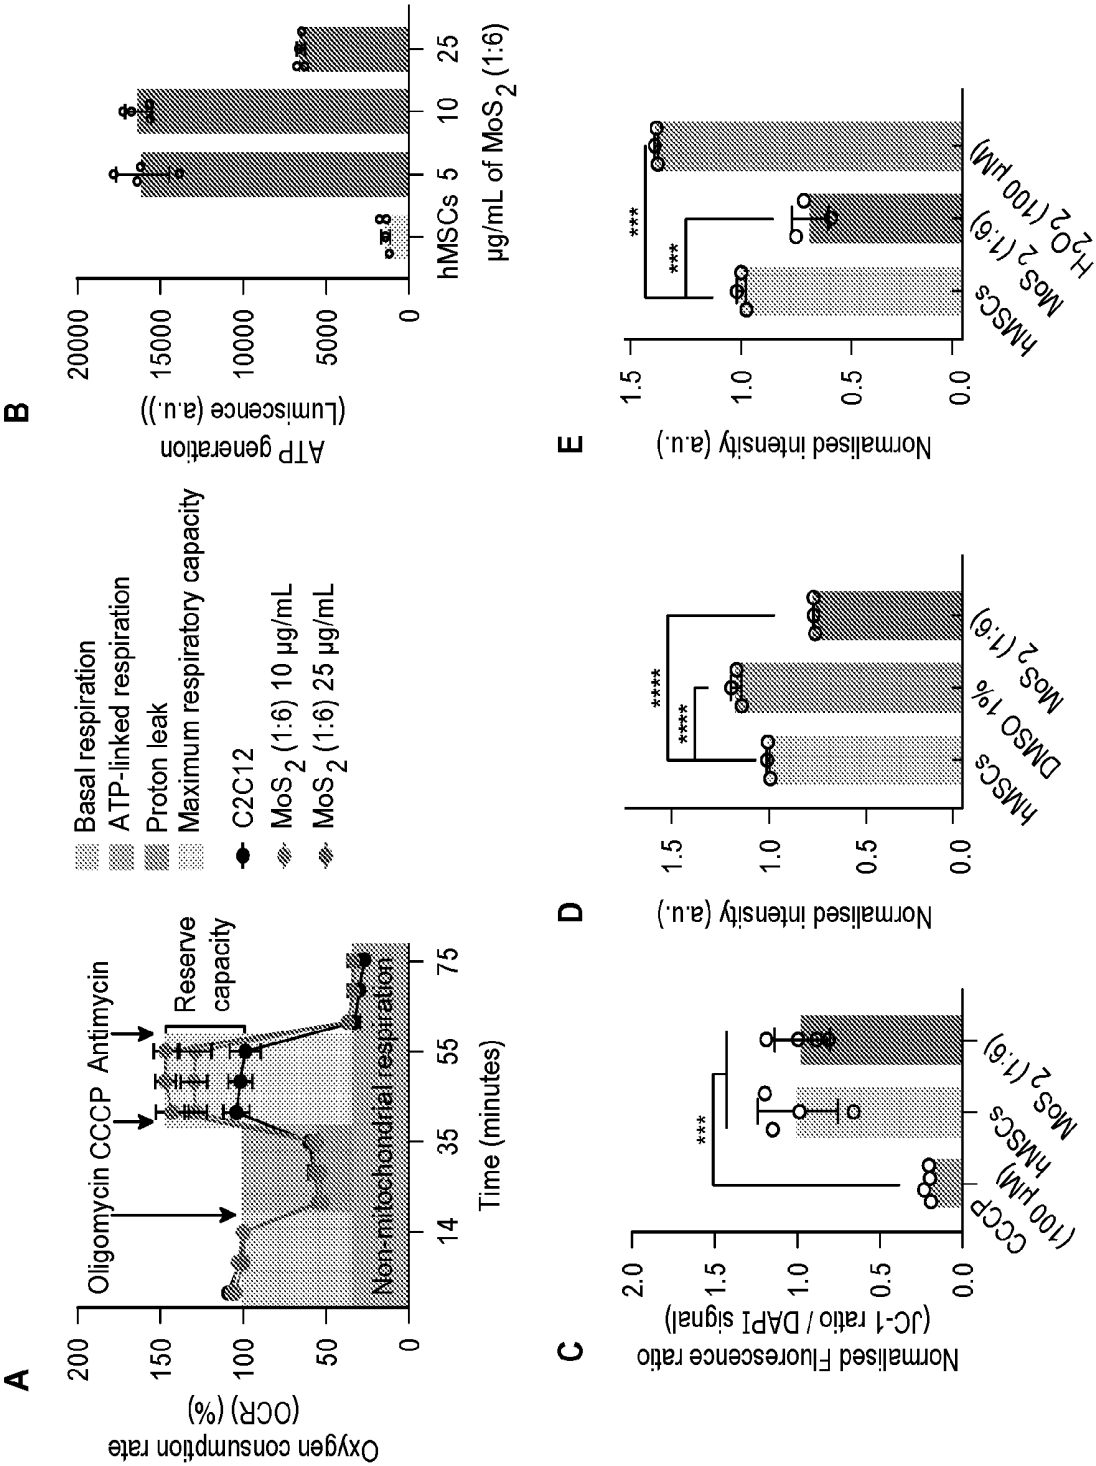 A
Oxygen consumption rate
(OCR) (%)
200
150
100
50
0
Oligomycin CCCP Antimycin
Reserve
capacity
Non-mitochondrial respiration
14
35
55
75
Time (minutes)
Basal respiration
ATP-linked respiration
Proton leak
Maximum respiratory capacity
C2C12
MoS2 (1:6) 10 µg/mL
MoS2 (1:6) 25 µg/mL
B
ATP generation
(Lumiscence (a.u.))
20000
15000
10000
5000
0
hMSCs 5 10 25
µg/mL of MoS2 (1:6)
C
Normalised Fluorescence ratio
(JC-1 ratio / DAPI signal)
2.0
1.5
1.0
0.5
0.0
***
CCCP
(100 µM)
hMSCs
MoS2 (1:6)
D
Normalised intensity (a.u.)
1.5
1.0
0.5
0.0
****
****
hMSCs
DMSO 1%
MoS2 (1:6)
E
Normalised intensity (a.u.)
1.5
1.0
0.5
0.0
***
***
hMSCs
MoS2 (1:6)
H2O2 (100 µM)